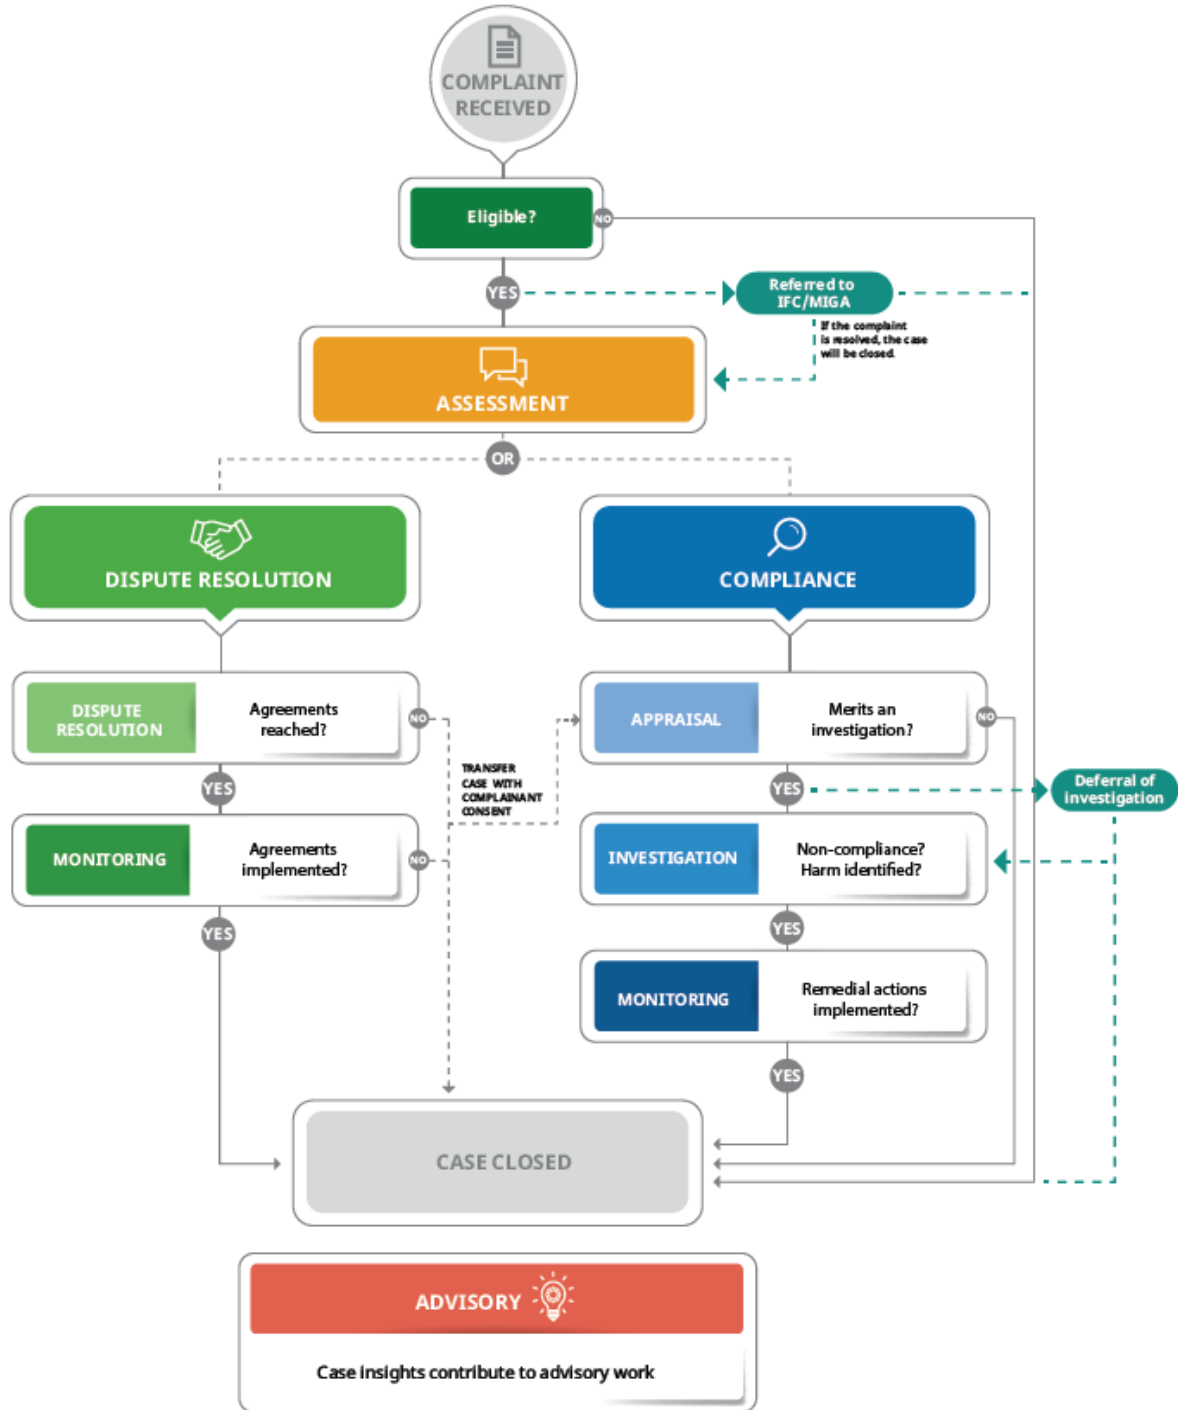 COMPLAINT
RECEIVED
Eligible?
NO
YES
Referred to
IFC/MIGA
If the complaint
is resolved, the case
will be closed.
ASSESSMENT
OR
DISPUTE RESOLUTION
COMPLIANCE
DISPUTE
RESOLUTION
Agreements
reached?
NO
APPRAISAL
Merits an
investigation?
NO
TRANSFER
CASE WITH
COMPLAINANT
CONSENT
YES
YES
Deferral of
investigation
MONITORING
Agreements
implemented?
NO
INVESTIGATION
Non-compliance?
Harm identified?
YES
YES
MONITORING
Remedial actions
implemented?
YES
CASE CLOSED
ADVISORY
Case insights contribute to advisory work